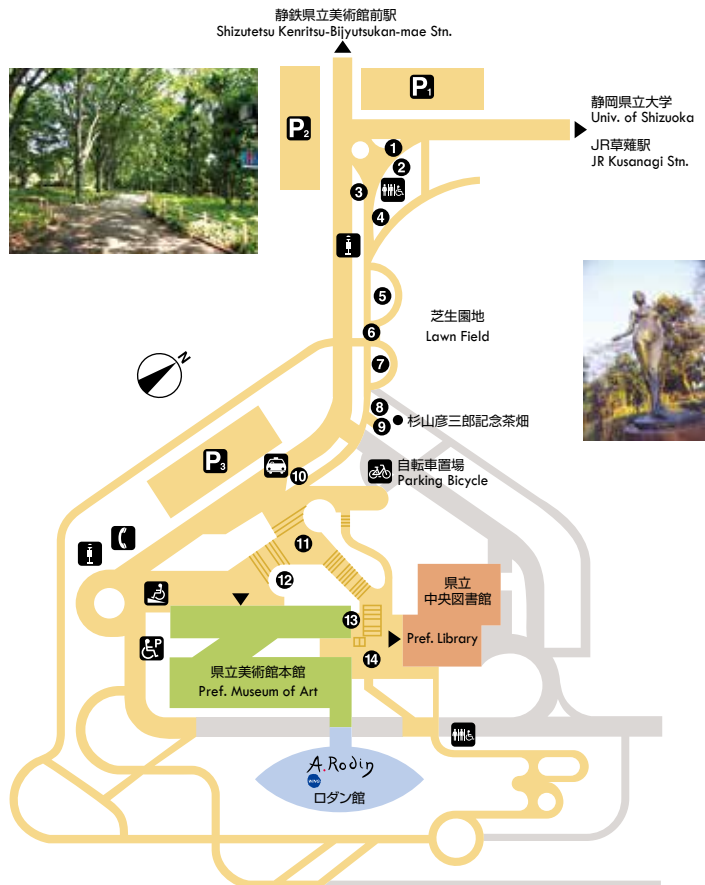 静鉄県立美術館前駅
Shizutetsu Kenritsu-Bijyutsukan-mae Stn.
P1
P2
静岡県立大学
Univ. of Shizuoka
JR草薙駅
JR Kusanagi Stn.
1
2
3
4
5
芝生園地
Lawn Field
6
7
N
8
9
杉山彦三郎記念茶畑
P3
10
自転車置場
Parking Bicycle
11
12
県立
中央図書館
Pref. Library
13
14
P
県立美術館本館
Pref. Museum of Art
A.Rodin
ロダン館